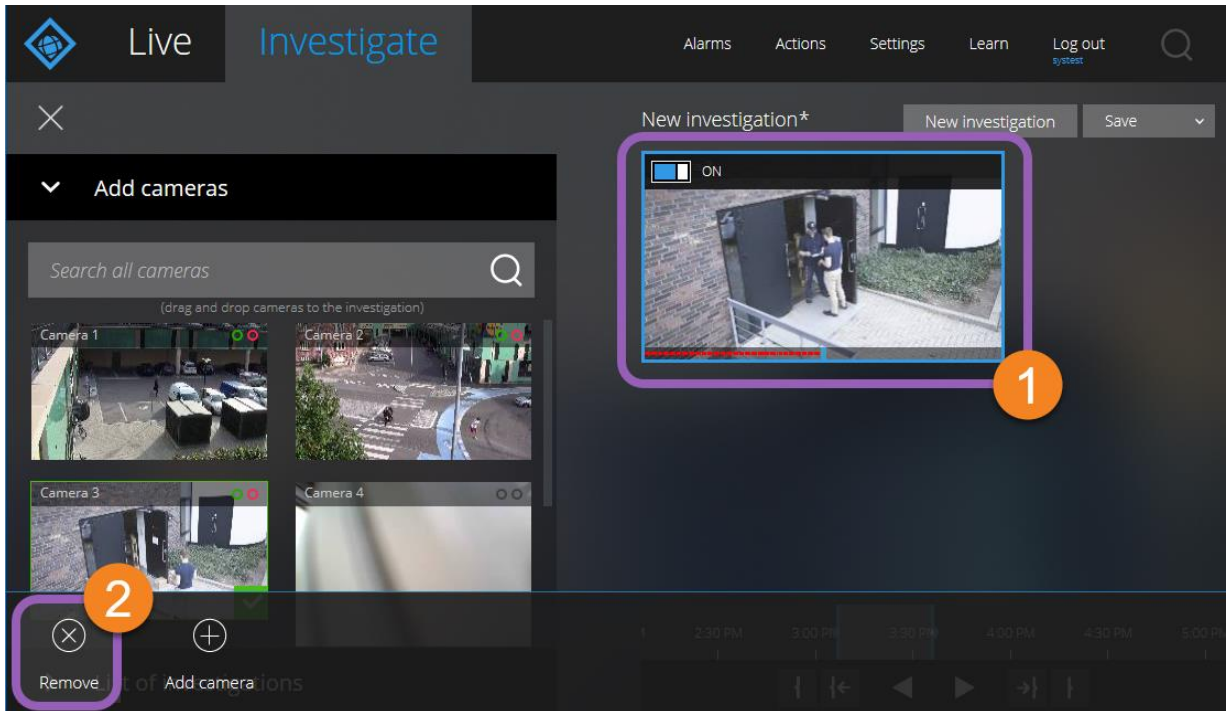 Live
Investigate
Alarms
Actions
Settings
Learn
Log out
systest
New investigation*
New investigation
Save
Add cameras
ON
Search all cameras
(drag and drop cameras to the investigation)
Camera 1
Camera 2
1
Camera 3
Camera 4
2
2:30 PM
3:00 PM
3:30 PM
4:00 PM
4:30 PM
5:00
Remove
Add camera
List of investigations